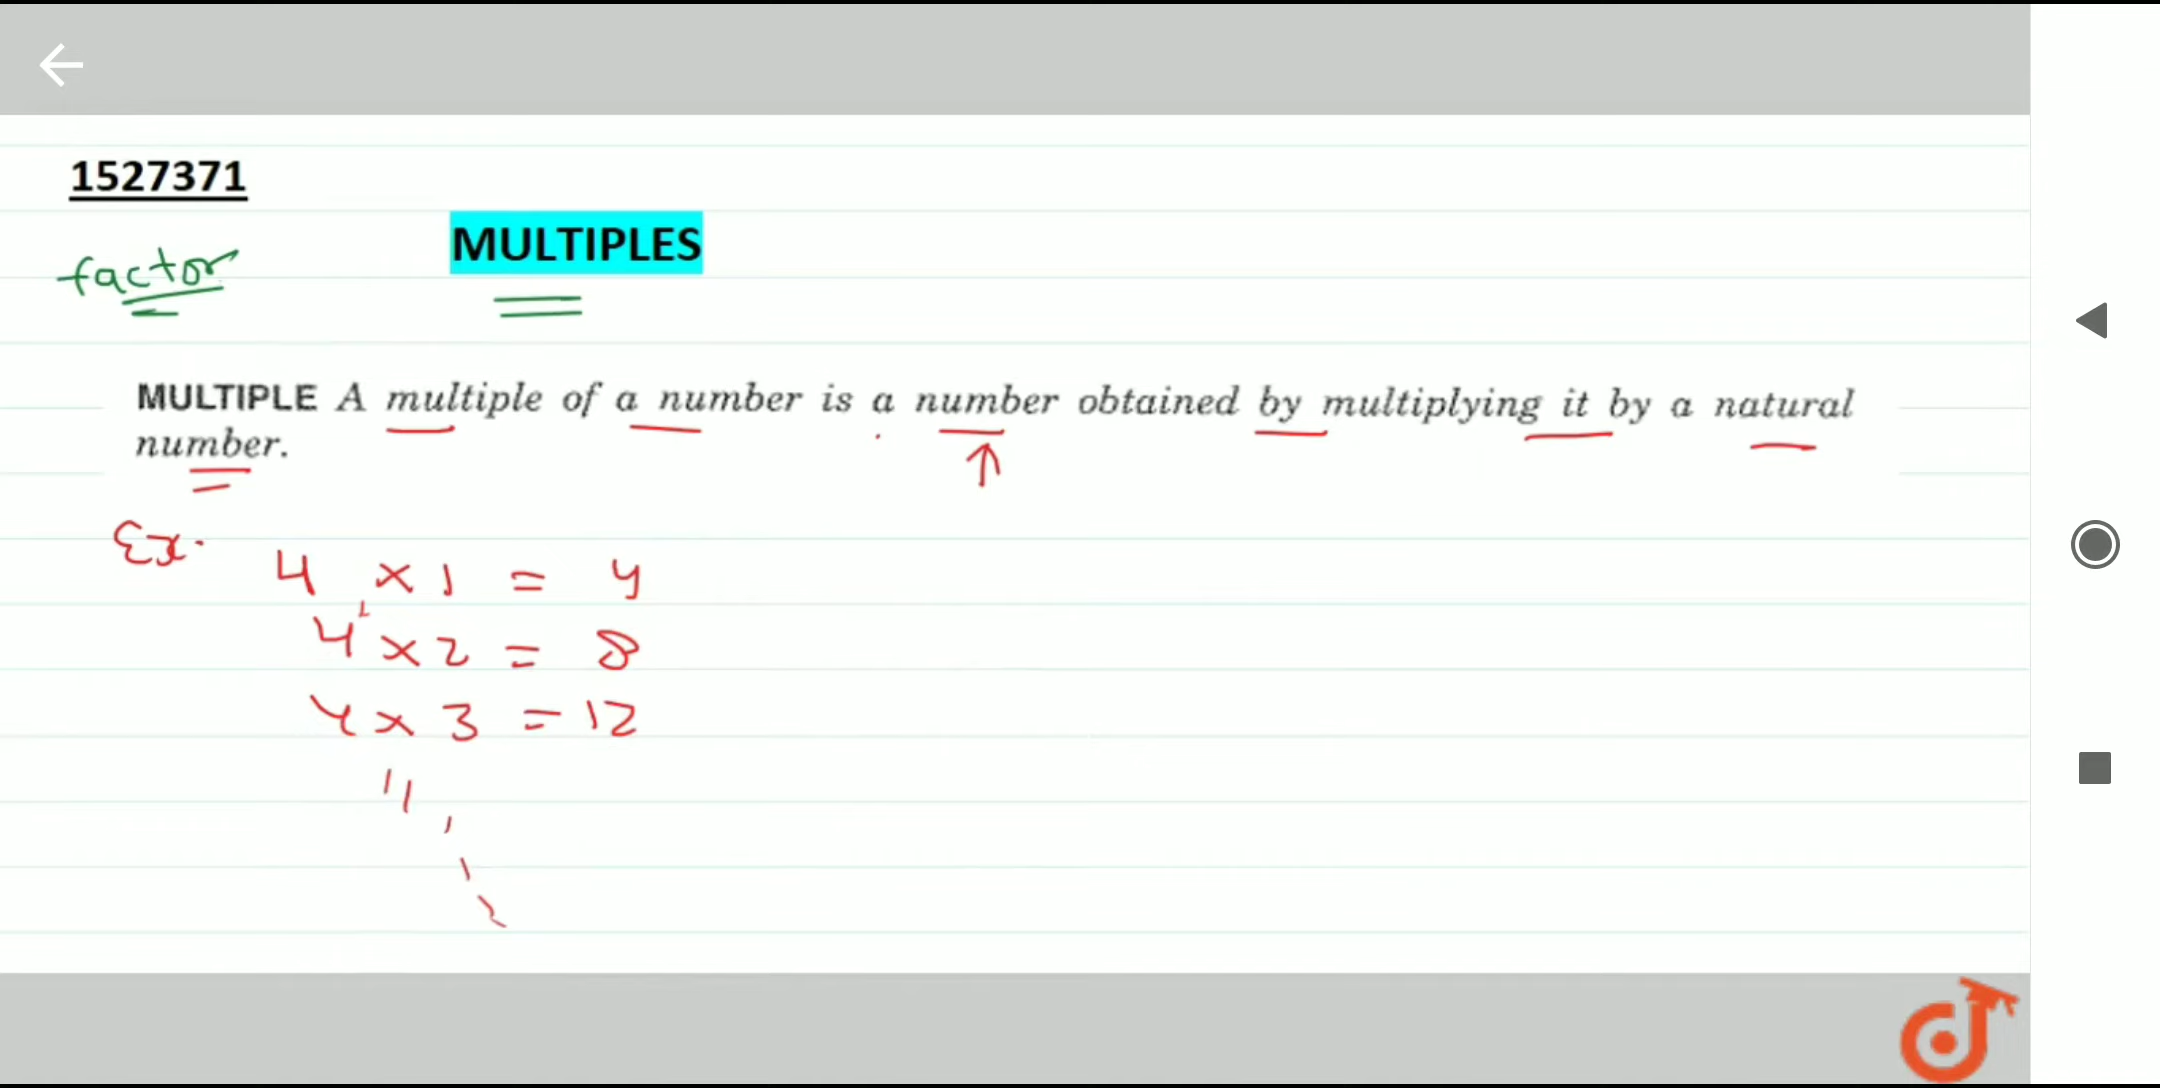 1527371
MULTIPLES
factor
MULTIPLE A multiple of a number is a number obtained by multiplying it by a natural
number.
Ex.
4 × 1 = 4
4 × 2 = 8
4 × 3 = 12